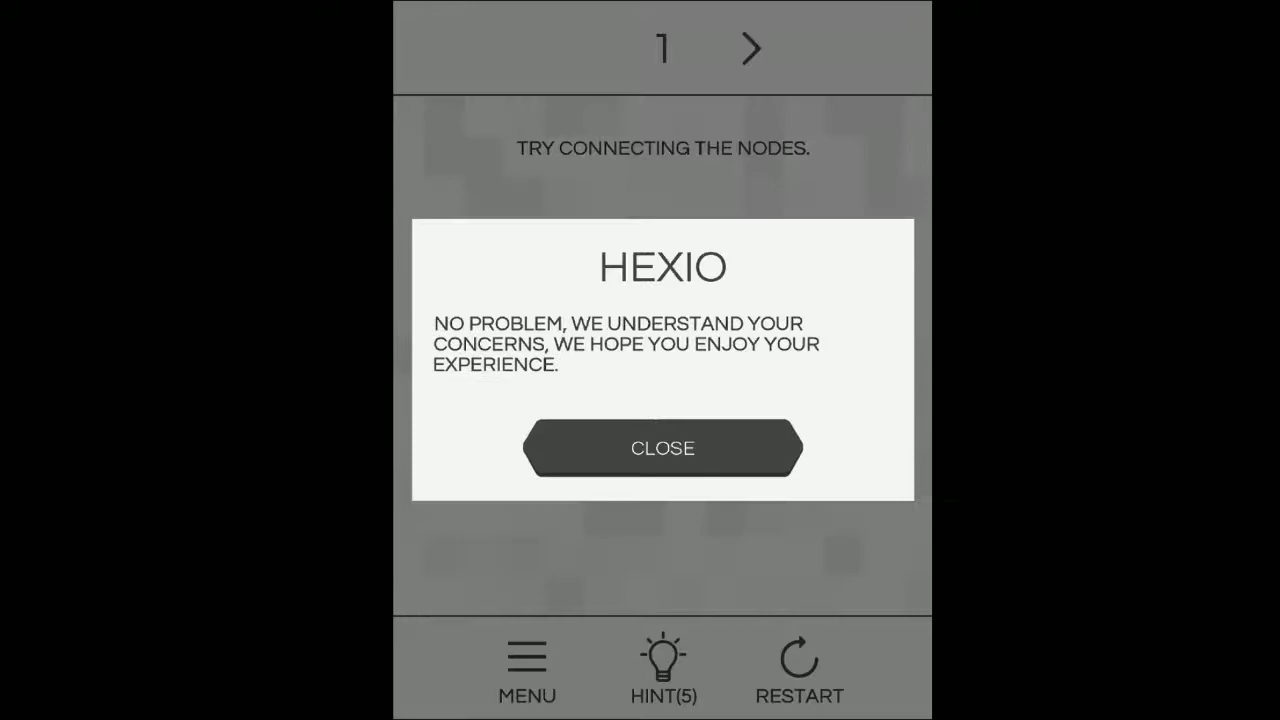 1
TRY CONNECTING THE NODES.
HEXIO
NO PROBLEM, WE UNDERSTAND YOUR
CONCERNS, WE HOPE YOU ENJOY YOUR
EXPERIENCE.
CLOSE
MENU
HINT(5)
RESTART